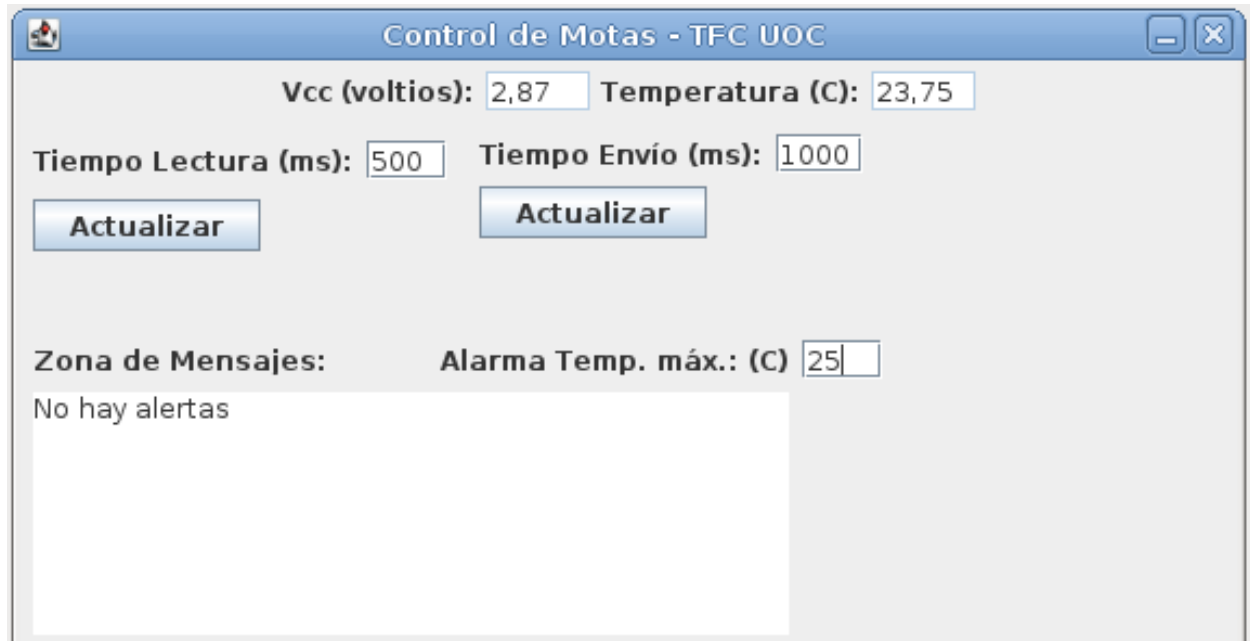 Control de Motas - TFC UOC
Vcc (voltios): 2,87 Temperatura (C): 23,75
Tiempo Lectura (ms): 500 Tiempo Envío (ms): 1000
Actualizar Actualizar
Zona de Mensajes: Alarma Temp. máx.: (C) 25
No hay alertas